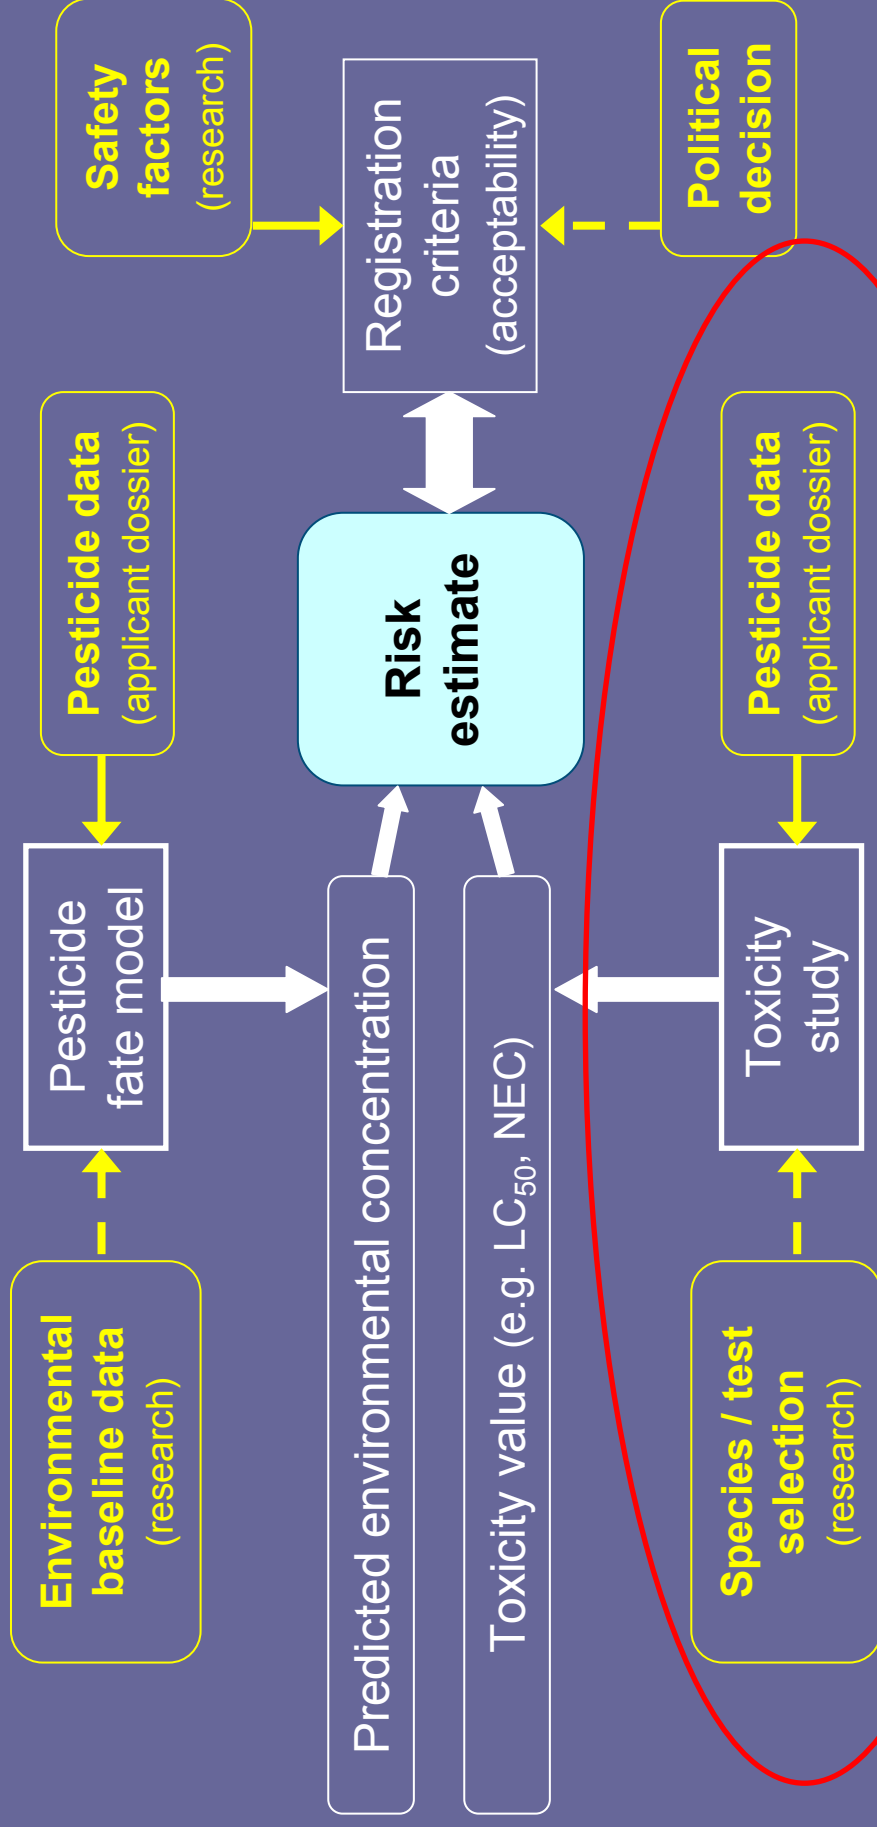 Environmental
baseline data
(research)
Pesticide
fate model
Pesticide data
(applicant dossier)
Safety
factors
(research)
Predicted environmental concentration
Toxicity value (e.g. LC50, NEC)
Risk
estimate
Registration
criteria
(acceptability)
Species / test
selection
(research)
Toxicity
study
Pesticide data
(applicant dossier)
Political
decision